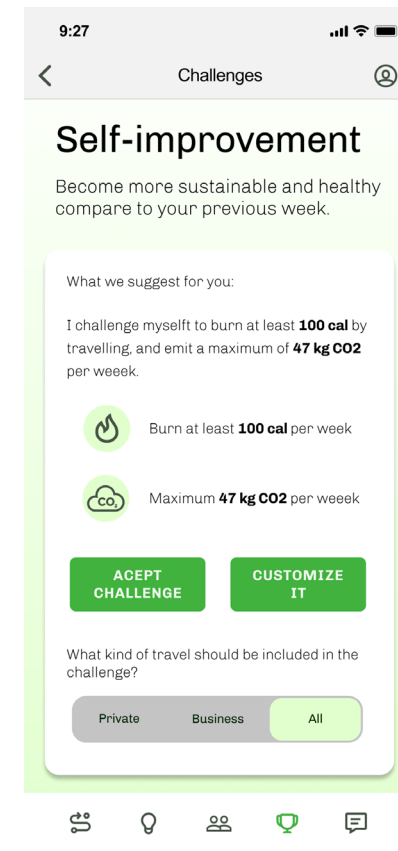 9:27
Challenges
Self-improvement
Become more sustainable and healthy
compare to your previous week.
What we suggest for you:
I challenge myselft to burn at least 100 cal by
travelling, and emit a maximum of 47 kg CO2
per weeek.
Burn at least 100 cal per week
CO₂
Maximum 47 kg CO2 per weeek
ACEPT
CHALLENGE
CUSTOMIZE
IT
What kind of travel should be included in the
challenge?
Private
Business
All